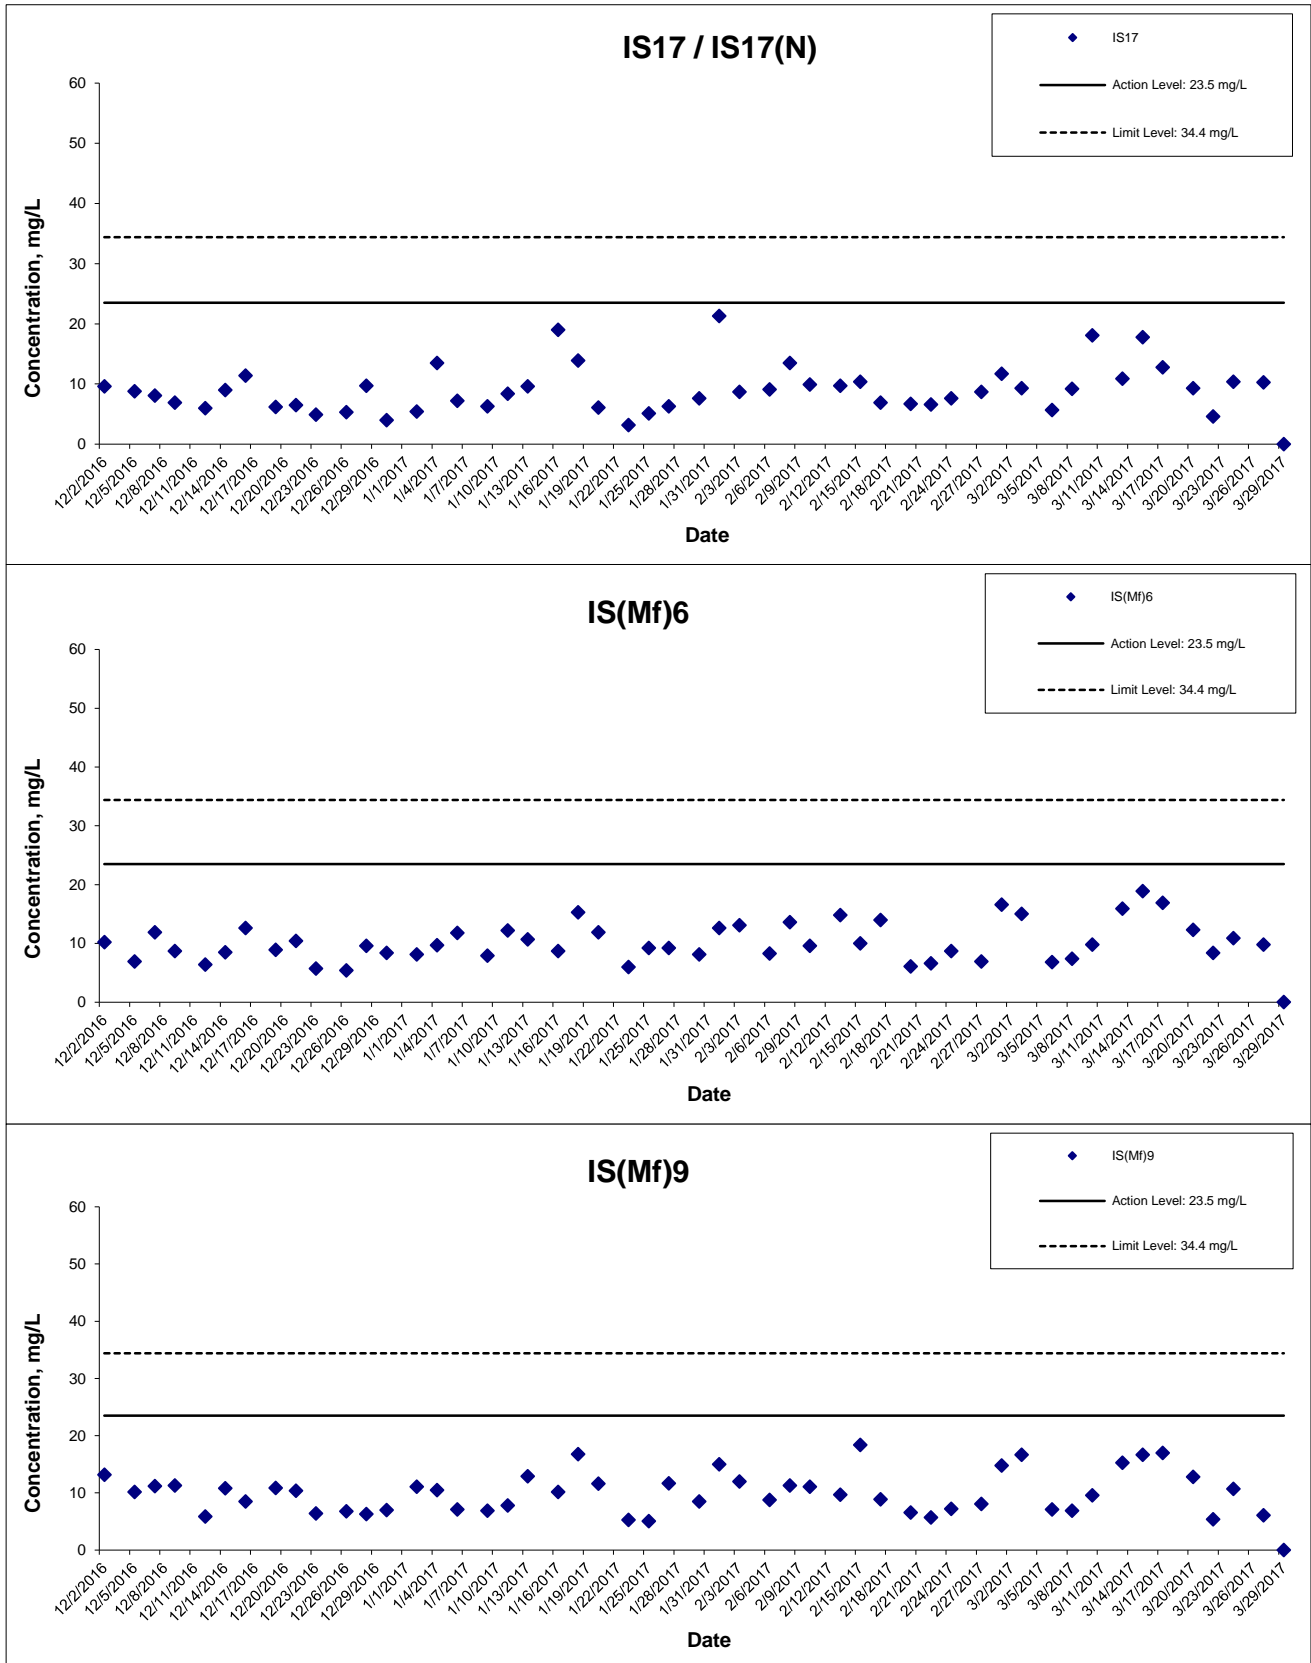 IS17 / IS17(N)
IS17
Action Level: 23.5 mg/L
Limit Level: 34.4 mg/L
Concentration, mg/L
60
50
40
30
20
10
0
12/2/2016 12/5/2016 12/8/2016 12/11/2016 12/14/2016 12/17/2016 12/20/2016 12/23/2016 12/26/2016 12/29/2016 1/1/2017 1/4/2017 1/7/2017 1/10/2017 1/13/2017 1/16/2017 1/19/2017 1/22/2017 1/25/2017 1/28/2017 1/31/2017 2/3/2017 2/6/2017 2/9/2017 2/12/2017 2/15/2017 2/18/2017 2/21/2017 2/24/2017 2/27/2017 3/2/2017 3/5/2017 3/8/2017 3/11/2017 3/14/2017 3/17/2017 3/20/2017 3/23/2017 3/26/2017 3/29/2017
Date
IS(Mf)6
IS(Mf)6
Action Level: 23.5 mg/L
Limit Level: 34.4 mg/L
Concentration, mg/L
60
50
40
30
20
10
0
12/2/2016 12/5/2016 12/8/2016 12/11/2016 12/14/2016 12/17/2016 12/20/2016 12/23/2016 12/26/2016 12/29/2016 1/1/2017 1/4/2017 1/7/2017 1/10/2017 1/13/2017 1/16/2017 1/19/2017 1/22/2017 1/25/2017 1/28/2017 1/31/2017 2/3/2017 2/6/2017 2/9/2017 2/12/2017 2/15/2017 2/18/2017 2/21/2017 2/24/2017 2/27/2017 3/2/2017 3/5/2017 3/8/2017 3/11/2017 3/14/2017 3/17/2017 3/20/2017 3/23/2017 3/26/2017 3/29/2017
Date
IS(Mf)9
IS(Mf)9
Action Level: 23.5 mg/L
Limit Level: 34.4 mg/L
Concentration, mg/L
60
50
40
30
20
10
0
12/2/2016 12/5/2016 12/8/2016 12/11/2016 12/14/2016 12/17/2016 12/20/2016 12/23/2016 12/26/2016 12/29/2016 1/1/2017 1/4/2017 1/7/2017 1/10/2017 1/13/2017 1/16/2017 1/19/2017 1/22/2017 1/25/2017 1/28/2017 1/31/2017 2/3/2017 2/6/2017 2/9/2017 2/12/2017 2/15/2017 2/18/2017 2/21/2017 2/24/2017 2/27/2017 3/2/2017 3/5/2017 3/8/2017 3/11/2017 3/14/2017 3/17/2017 3/20/2017 3/23/2017 3/26/2017 3/29/2017
Date